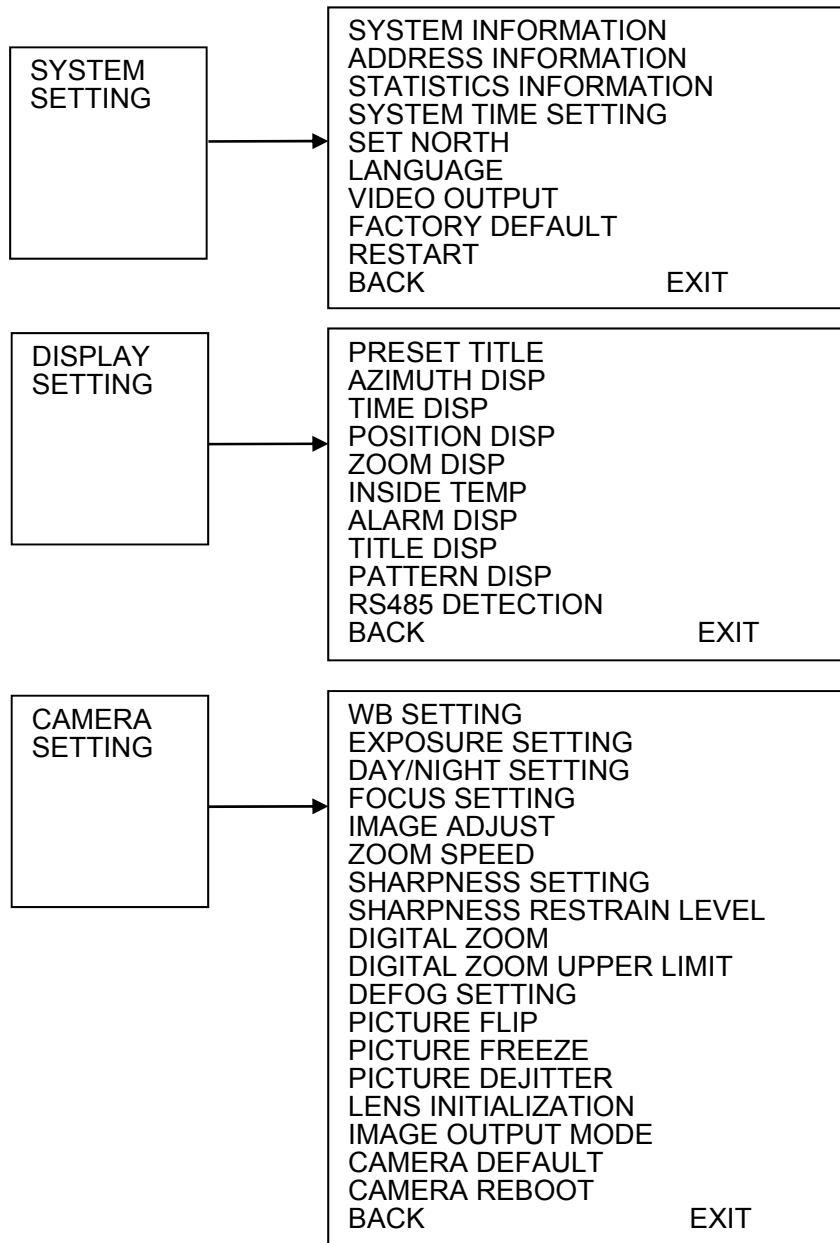 SYSTEM
SETTING
SYSTEM INFORMATION
ADDRESS INFORMATION
STATISTICS INFORMATION
SYSTEM TIME SETTING
SET NORTH
LANGUAGE
VIDEO OUTPUT
FACTORY DEFAULT
RESTART
BACK EXIT
DISPLAY
SETTING
PRESET TITLE
AZIMUTH DISP
TIME DISP
POSITION DISP
ZOOM DISP
INSIDE TEMP
ALARM DISP
TITLE DISP
PATTERN DISP
RS485 DETECTION
BACK EXIT
CAMERA
SETTING
WB SETTING
EXPOSURE SETTING
DAY/NIGHT SETTING
FOCUS SETTING
IMAGE ADJUST
ZOOM SPEED
SHARPNESS SETTING
SHARPNESS RESTRAIN LEVEL
DIGITAL ZOOM
DIGITAL ZOOM UPPER LIMIT
DEFOG SETTING
PICTURE FLIP
PICTURE FREEZE
PICTURE DEJITTER
LENS INITIALIZATION
IMAGE OUTPUT MODE
CAMERA DEFAULT
CAMERA REBOOT
BACK EXIT